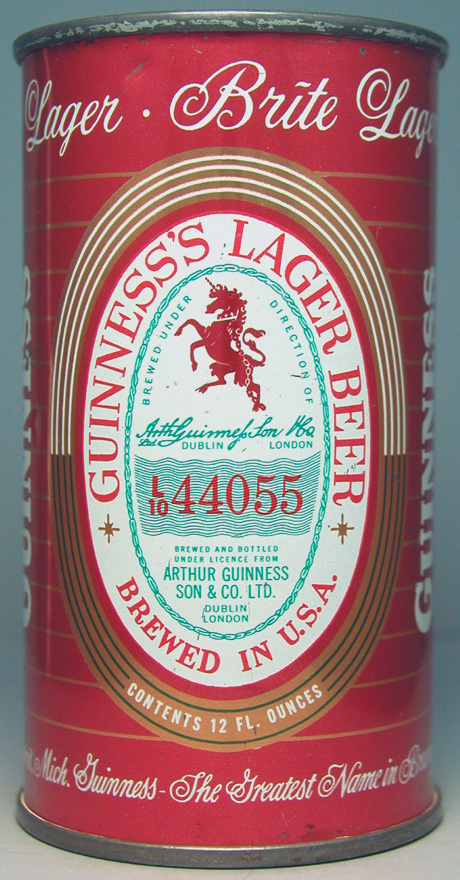 Lager · Brite Lage
GUINNESS'S LAGER BEER
BREWED UNDER DIRECTION OF
Arth Guinness Son & Co
Ltd
DUBLIN LONDON
L/10 44055
BREWED AND BOTTLED
UNDER LICENCE FROM
ARTHUR GUINNESS
SON & CO. LTD.
DUBLIN
LONDON
BREWED IN U.S.A.
CONTENTS 12 FL. OUNCES
GUINNESS
GUINNESS
Mich. Guinness - The Greatest Name in